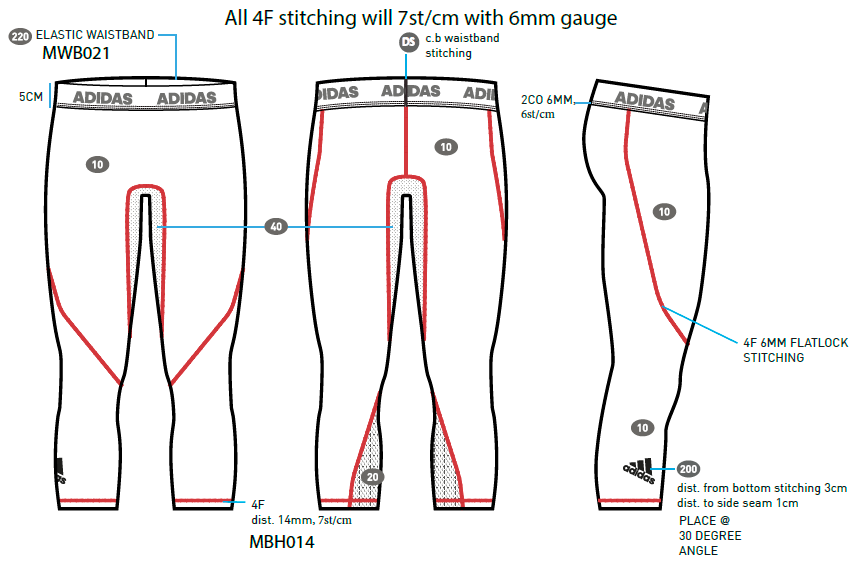 All 4F stitching will 7st/cm with 6mm gauge
220 ELASTIC WAISTBAND
MWB021
DS c.b waistband
stitching
5CM
ADIDAS ADIDAS
DIDAS ADIDAS ADI
2CO 6MM,
6st/cm
ADIDAS A
10
10
10
40
4F 6MM FLATLOCK
STITCHING
10
as
20
adidas
200
dist. from bottom stitching 3cm
dist. to side seam 1cm
PLACE @
30 DEGREE
ANGLE
4F
dist. 14mm, 7st/cm
MBH014